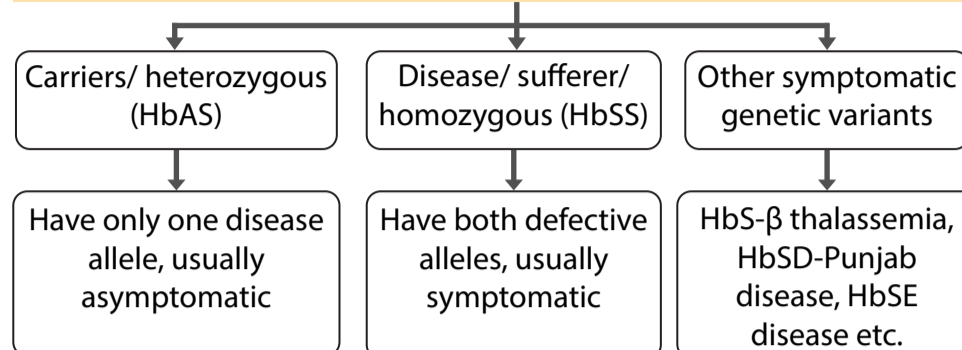 Carriers/ heterozygous
(HbAS)
Disease/ sufferer/
homozygous (HbSS)
Other symptomatic
genetic variants
Have only one disease
allele, usually
asymptomatic
Have both defective
alleles, usually
symptomatic
HbS-β thalassemia,
HbSD-Punjab
disease, HbSE
disease etc.